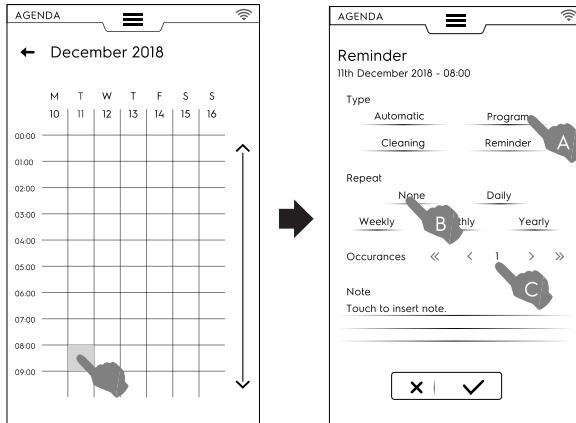 AGENDA
December 2018
M T W T F S S
10 11 12 13 14 15 16
00:00
01:00
02:00
03:00
04:00
05:00
06:00
07:00
08:00
09:00
AGENDA
Reminder
11th December 2018 - 08:00
Type
Automatic Program
Cleaning Reminder
A
Repeat
None Daily
Weekly B thly Yearly
Occurances << < 1 > >>
C
Note
Touch to insert note.